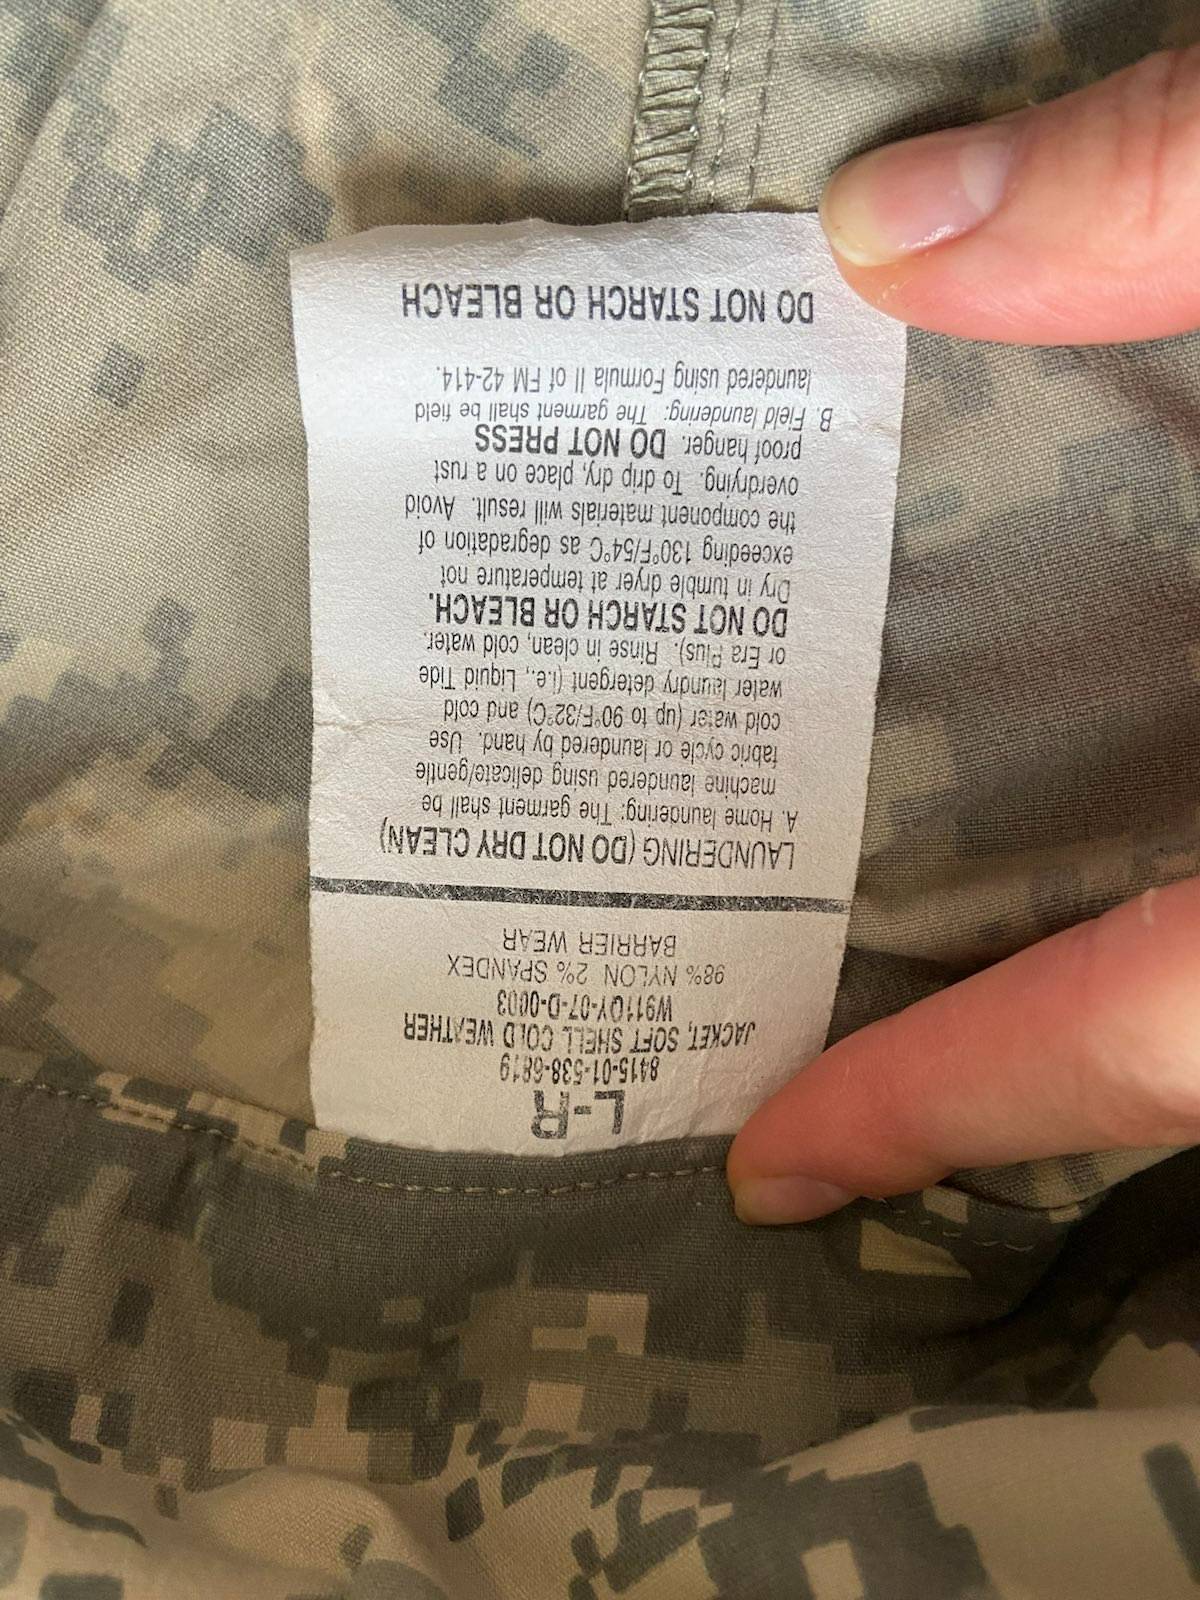 L-R
8415-01-538-6819
JACKET, SOFT SHELL COLD WEATHER
W911QY-07-D-0003
98% NYLON 2% SPANDEX
BARRIER WEAR
LAUNDERING (DO NOT DRY CLEAN)
A. Home laundering: The garment shall be
machine laundered using delicate/gentle
fabric cycle or laundered by hand. Use
cold water (up to 90°F/32°C) and cold
water laundry detergent (i.e., Liquid Tide
or Era Plus). Rinse in clean, cold water.
DO NOT STARCH OR BLEACH.
Dry in tumble dryer at temperature not
exceeding 130°F/54°C as degradation of
the component materials will result. Avoid
overdrying. To drip dry, place on a rust
proof hanger. DO NOT PRESS
B. Field laundering: The garment shall be field
laundered using Formula II of FM 42-414.
DO NOT STARCH OR BLEACH